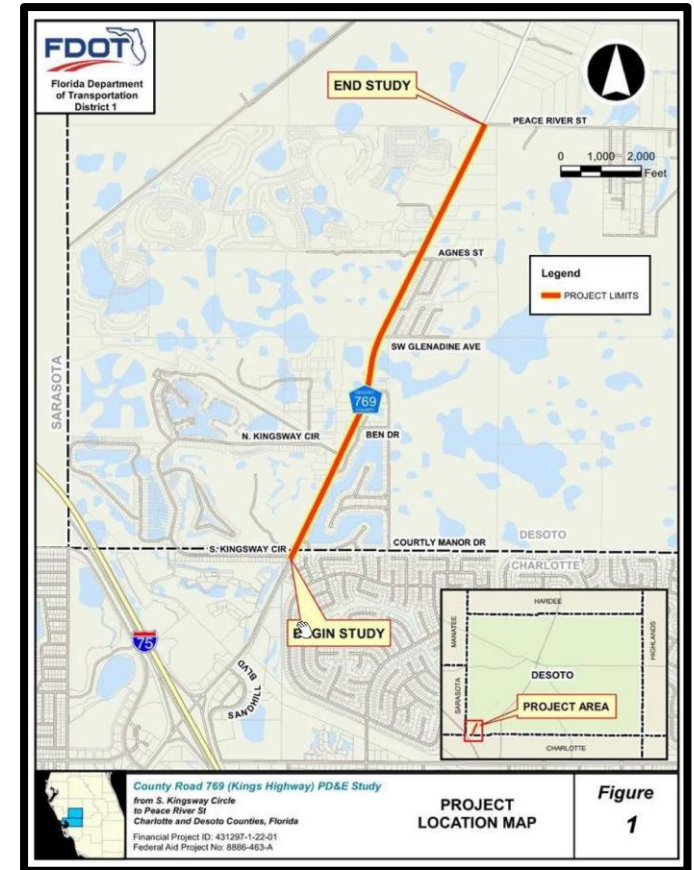 FDOT
Florida Department
of Transportation
District 1
END STUDY
PEACE RIVER ST
0 1,000 2,000
Feet
AGNES ST
Legend
PROJECT LIMITS
SW GLENADINE AVE
SARASOTA
DESOTO
769
COUNTY
N. KINGSWAY CIR
BEN DR
S. KINGSWAY CIR
COURTLY MANOR DR
DESOTO
CHARLOTTE
BEGIN STUDY
75
SANDHILL BLVD
HARDEE
MANATEE
HIGHLANDS
DESOTO
SARASOTA
PROJECT AREA
CHARLOTTE
County Road 769 (Kings Highway) PD&E Study
from S. Kingsway Circle
to Peace River St
Charlotte and Desoto Counties, Florida
Financial Project ID: 431297-1-22-01
Federal Aid Project No: 8886-463-A
PROJECT
LOCATION MAP
Figure
1